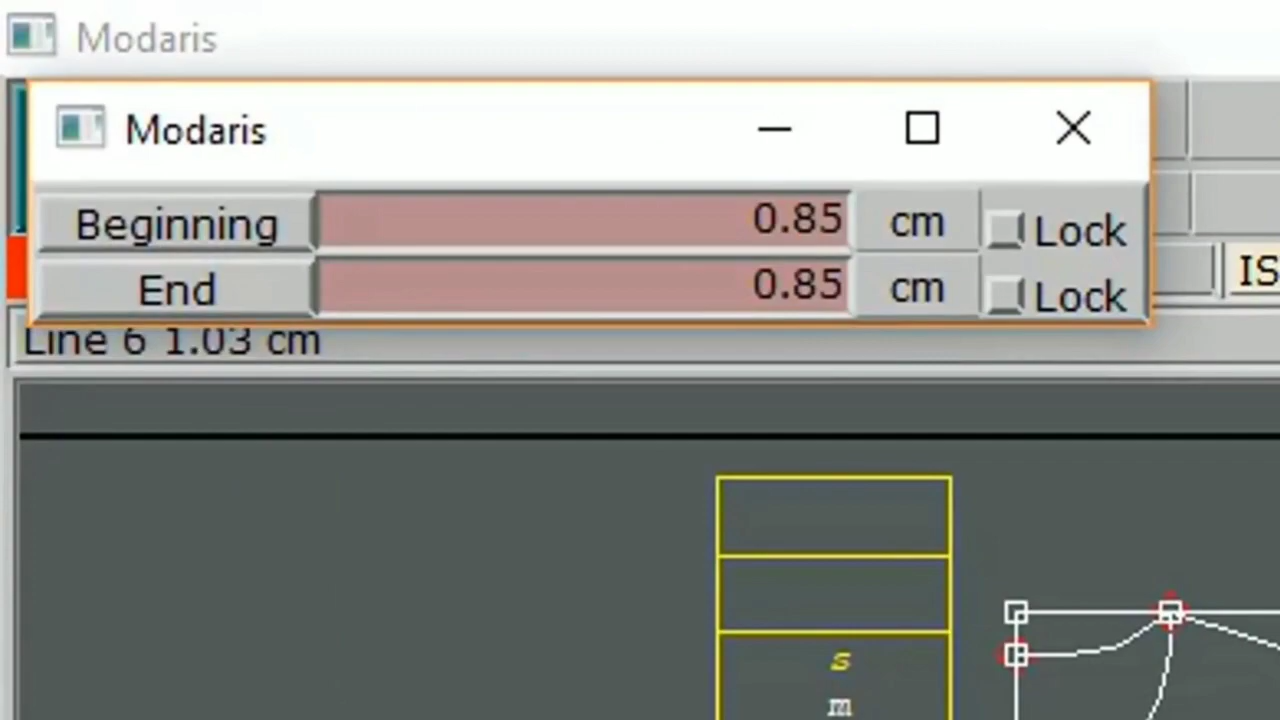 Modaris
Modaris
Beginning 0.85 cm Lock
End 0.85 cm Lock
IS
Line 6 1.03 cm
s
m